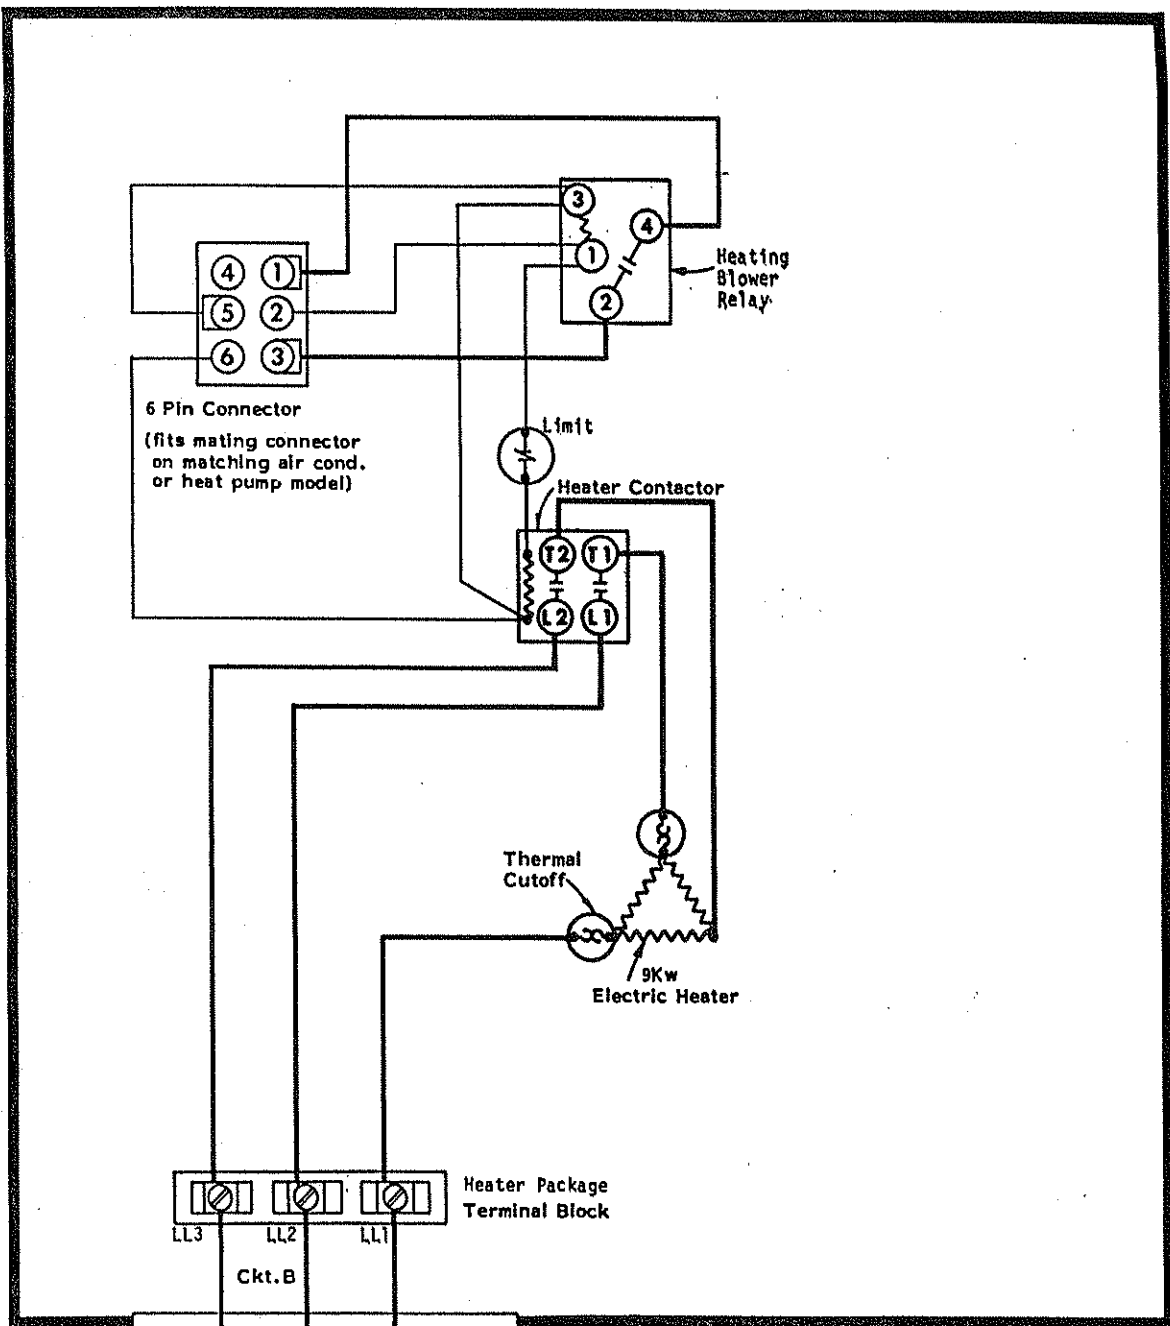 3
4
1
2
Heating
Blower
Relay
4 1
5 2
6 3
6 Pin Connector
(fits mating connector
on matching air cond.
or heat pump model)
Limit
Heater Contactor
T2 T1
L2 L1
Thermal
Cutoff
9Kw
Electric Heater
Heater Package
Terminal Block
LL3 LL2 LL1
Ckt.B